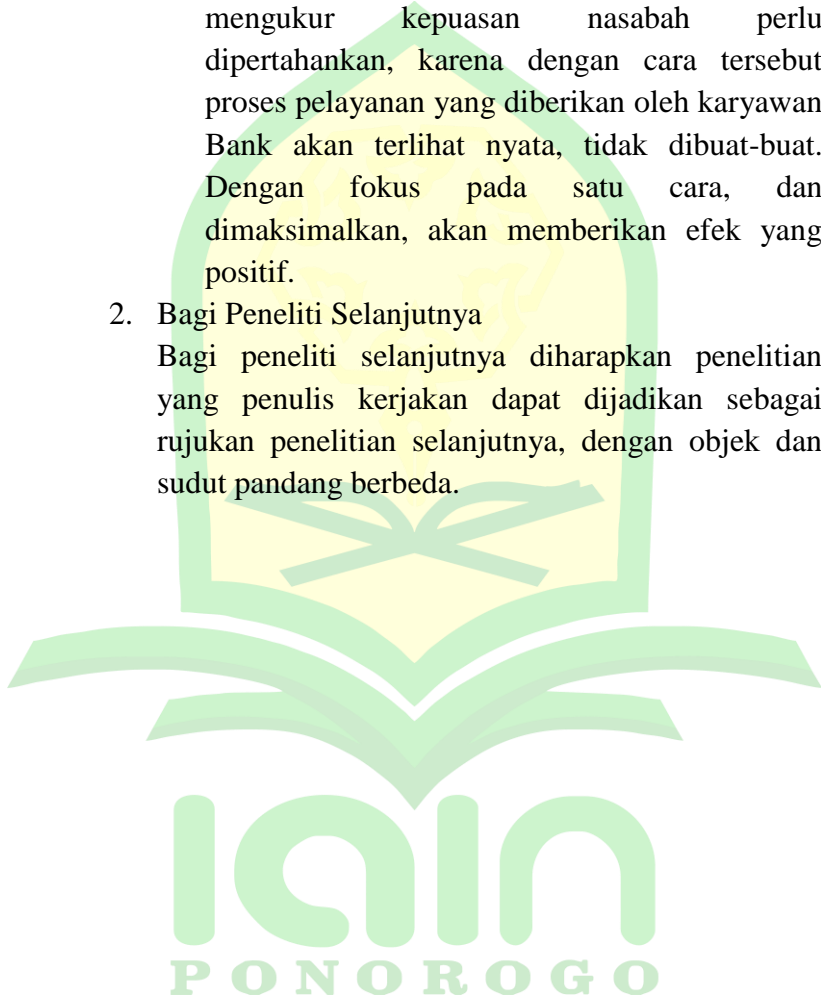 mengukur kepuasan nasabah perlu
dipertahankan, karena dengan cara tersebut
proses pelayanan yang diberikan oleh karyawan
Bank akan terlihat nyata, tidak dibuat-buat.
Dengan fokus pada satu cara, dan
dimaksimalkan, akan memberikan efek yang
positif.
2. Bagi Peneliti Selanjutnya
Bagi peneliti selanjutnya diharapkan penelitian
yang penulis kerjakan dapat dijadikan sebagai
rujukan penelitian selanjutnya, dengan objek dan
sudut pandang berbeda.
iain
PONOROGO